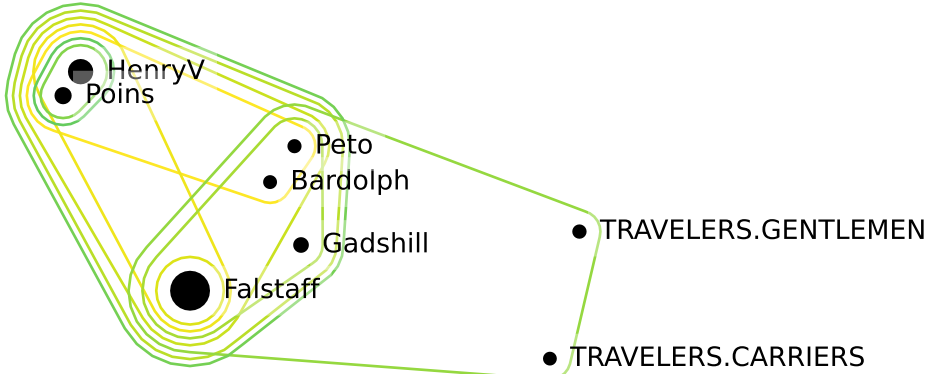 HenryV
Poins
Peto
Bardolph
TRAVELERS.GENTLEMEN
Gadshill
Falstaff
TRAVELERS.CARRIERS